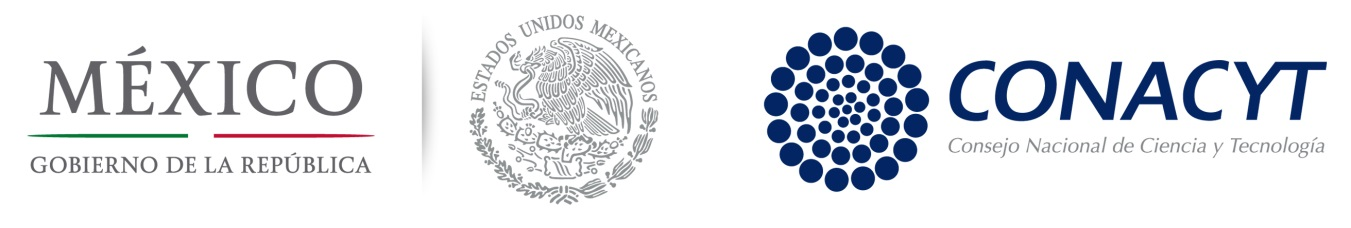 MÉXICO
GOBIERNO DE LA REPÚBLICA
ESTADOS UNIDOS MEXICANOS
CONACYT
Consejo Nacional de Ciencia y Tecnología